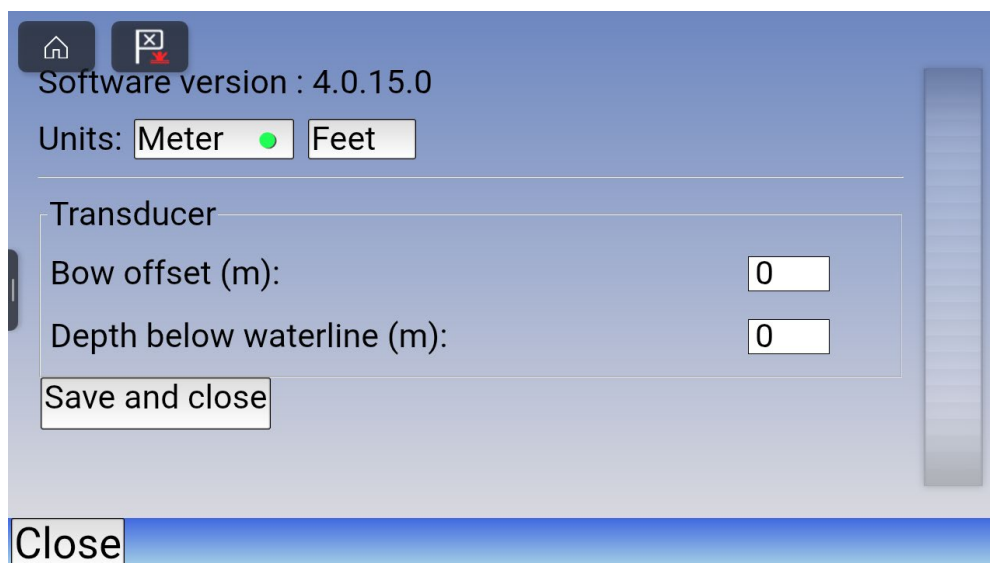 Software version : 4.0.15.0
Units: Meter Feet
Transducer
Bow offset (m): 0
Depth below waterline (m): 0
Save and close
Close